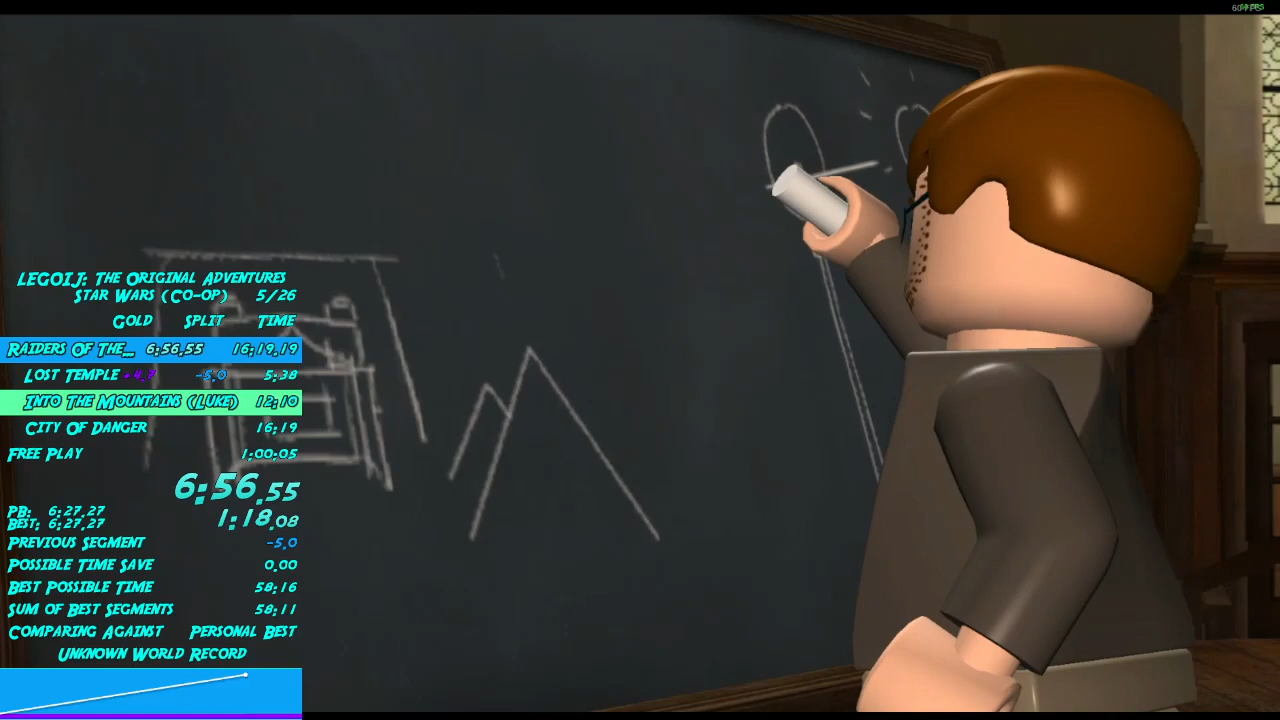 LEGOIJ: The Original Adventures
Star Wars (Co-op) 5/26
Gold Split Time
Raiders Of The... 6:56.55 16:19.19
Lost Temple +4.7 -5.0 5:38
Into The Mountains (Luke) 12:10
City Of Danger 16:19
Free Play 1:00:05
6:56.55
PB: 6:27.27
Best: 6:27.27
1:18.08
Previous Segment -5.0
Possible Time Save 0.00
Best Possible Time 58:16
Sum of Best Segments 58:11
Comparing Against Personal Best
Unknown World Record